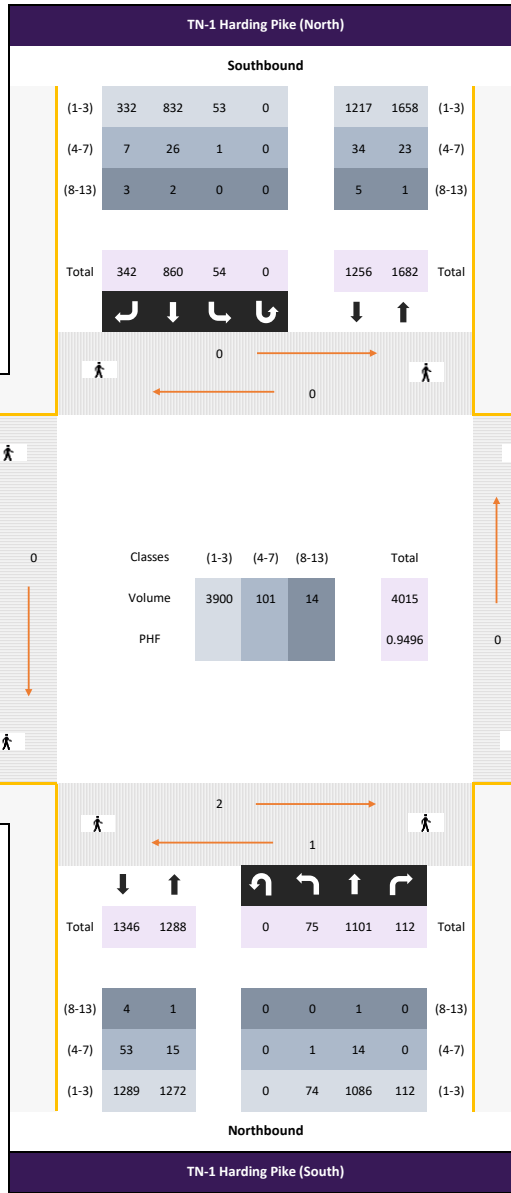 TN-1 Harding Pike (North)
Southbound
(1-3) 332 832 53 0 1217 1658 (1-3)
(4-7) 7 26 1 0 34 23 (4-7)
(8-13) 3 2 0 0 5 1 (8-13)
Total 342 860 54 0 1256 1682 Total
0
0
0
Classes (1-3) (4-7) (8-13) Total
Volume 3900 101 14 4015
PHF 0.9496
0
2
1
Total 1346 1288 0 75 1101 112 Total
(8-13) 4 1 0 0 1 0 (8-13)
(4-7) 53 15 0 1 14 0 (4-7)
(1-3) 1289 1272 0 74 1086 112 (1-3)
Northbound
TN-1 Harding Pike (South)